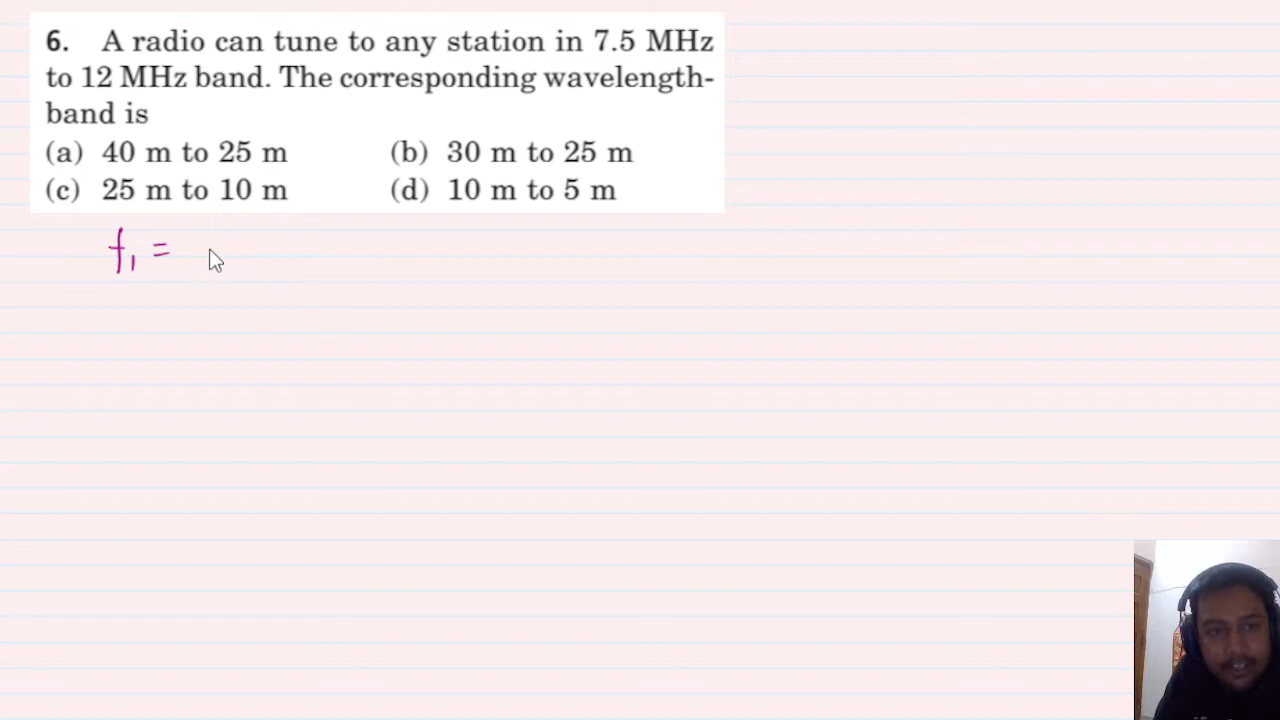 6. A radio can tune to any station in 7.5 MHz
to 12 MHz band. The corresponding wavelength-
band is
(a) 40 m to 25 m (b) 30 m to 25 m
(c) 25 m to 10 m (d) 10 m to 5 m
f₁ =